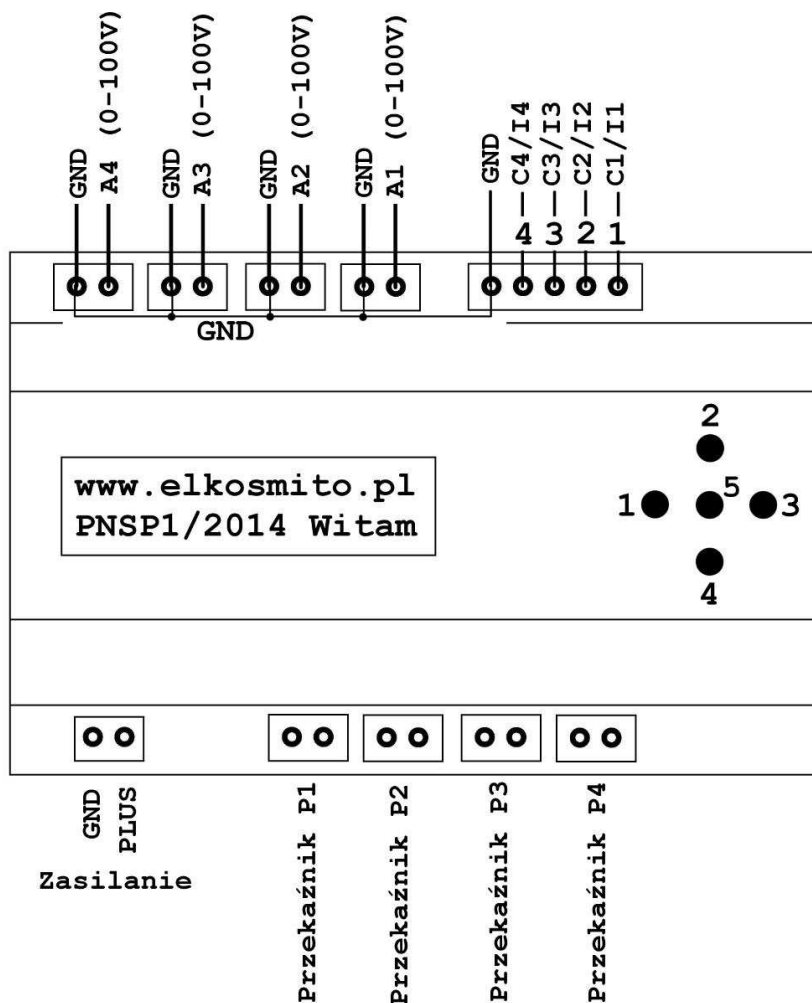 GND
A4 (0-100V)
GND
A3 (0-100V)
GND
A2 (0-100V)
GND
A1 (0-100V)
GND
4-C4/I4
3-C3/I3
2-C2/I2
1-C1/I1
GND
www.elkosmito.pl
PNSP1/2014 Witam
2
1
5
3
4
GND
PLUS
Zasilanie
Przekaźnik P1
Przekaźnik P2
Przekaźnik P3
Przekaźnik P4